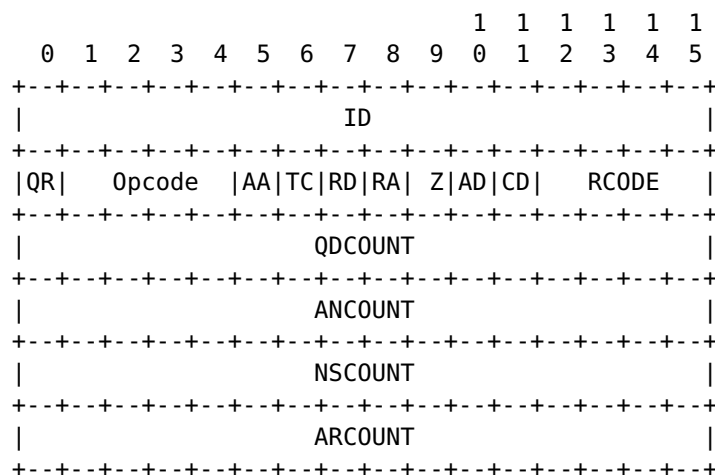 1  1  1  1  1  1
  0  1  2  3  4  5  6  7  8  9  0  1  2  3  4  5
+--+--+--+--+--+--+--+--+--+--+--+--+--+--+--+--+
|                      ID                       |
+--+--+--+--+--+--+--+--+--+--+--+--+--+--+--+--+
|QR|   Opcode  |AA|TC|RD|RA| Z|AD|CD|   RCODE   |
+--+--+--+--+--+--+--+--+--+--+--+--+--+--+--+--+
|                    QDCOUNT                    |
+--+--+--+--+--+--+--+--+--+--+--+--+--+--+--+--+
|                    ANCOUNT                    |
+--+--+--+--+--+--+--+--+--+--+--+--+--+--+--+--+
|                    NSCOUNT                    |
+--+--+--+--+--+--+--+--+--+--+--+--+--+--+--+--+
|                    ARCOUNT                    |
+--+--+--+--+--+--+--+--+--+--+--+--+--+--+--+--+